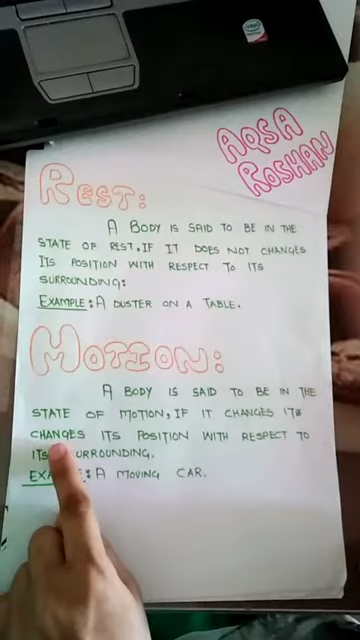 AQSA
ROSHAN
REST:
A BODY IS SAID TO BE IN THE
STATE OF REST, IF IT DOES NOT CHANGES
ITS POSITION WITH RESPECT TO ITS
SURROUNDING:
EXAMPLE: A DUSTER ON A TABLE.
MOTION:
A BODY IS SAID TO BE IN THE
STATE OF MOTION, IF IT CHANGES ITS
CHANGES ITS POSITION WITH RESPECT TO
ITS URROUNDING.
: A MOVING CAR.